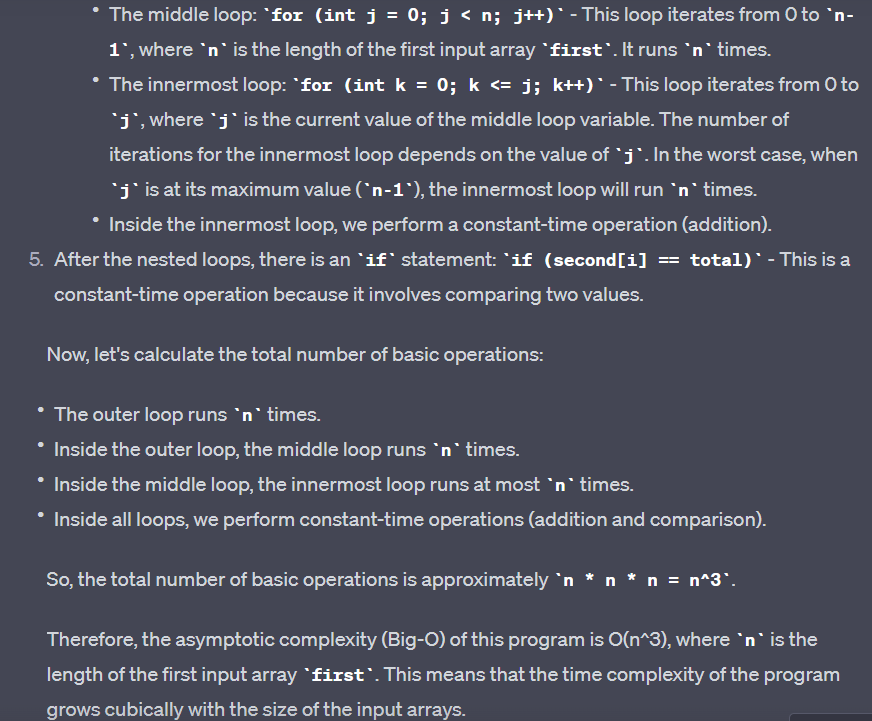 • The middle loop: `for (int j = 0; j < n; j++)` - This loop iterates from 0 to `n-
1`, where `n` is the length of the first input array `first`. It runs `n` times.
• The innermost loop: `for (int k = 0; k <= j; k++)` - This loop iterates from 0 to
`j`, where `j` is the current value of the middle loop variable. The number of
iterations for the innermost loop depends on the value of `j`. In the worst case, when
`j` is at its maximum value (`n-1`), the innermost loop will run `n` times.
• Inside the innermost loop, we perform a constant-time operation (addition).
5. After the nested loops, there is an `if` statement: `if (second[i] == total)` - This is a
constant-time operation because it involves comparing two values.
Now, let's calculate the total number of basic operations:
• The outer loop runs `n` times.
• Inside the outer loop, the middle loop runs `n` times.
• Inside the middle loop, the innermost loop runs at most `n` times.
• Inside all loops, we perform constant-time operations (addition and comparison).
So, the total number of basic operations is approximately `n * n * n = n^3`.
Therefore, the asymptotic complexity (Big-O) of this program is O(n^3), where `n` is the
length of the first input array `first`. This means that the time complexity of the program
grows cubically with the size of the input arrays.